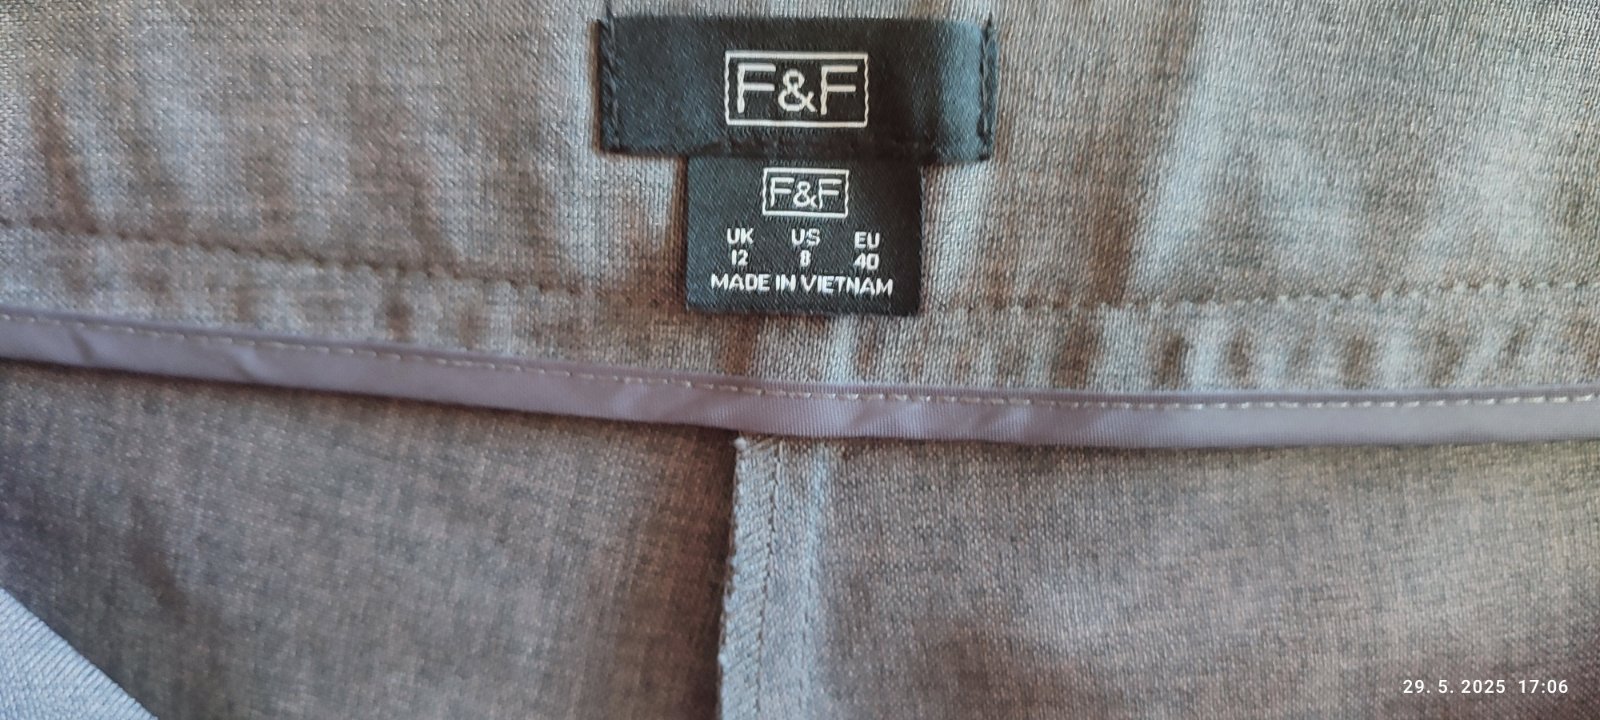 F&F
F&F
UK US EU
12 8 40
MADE IN VIETNAM
29. 5. 2025 17:06